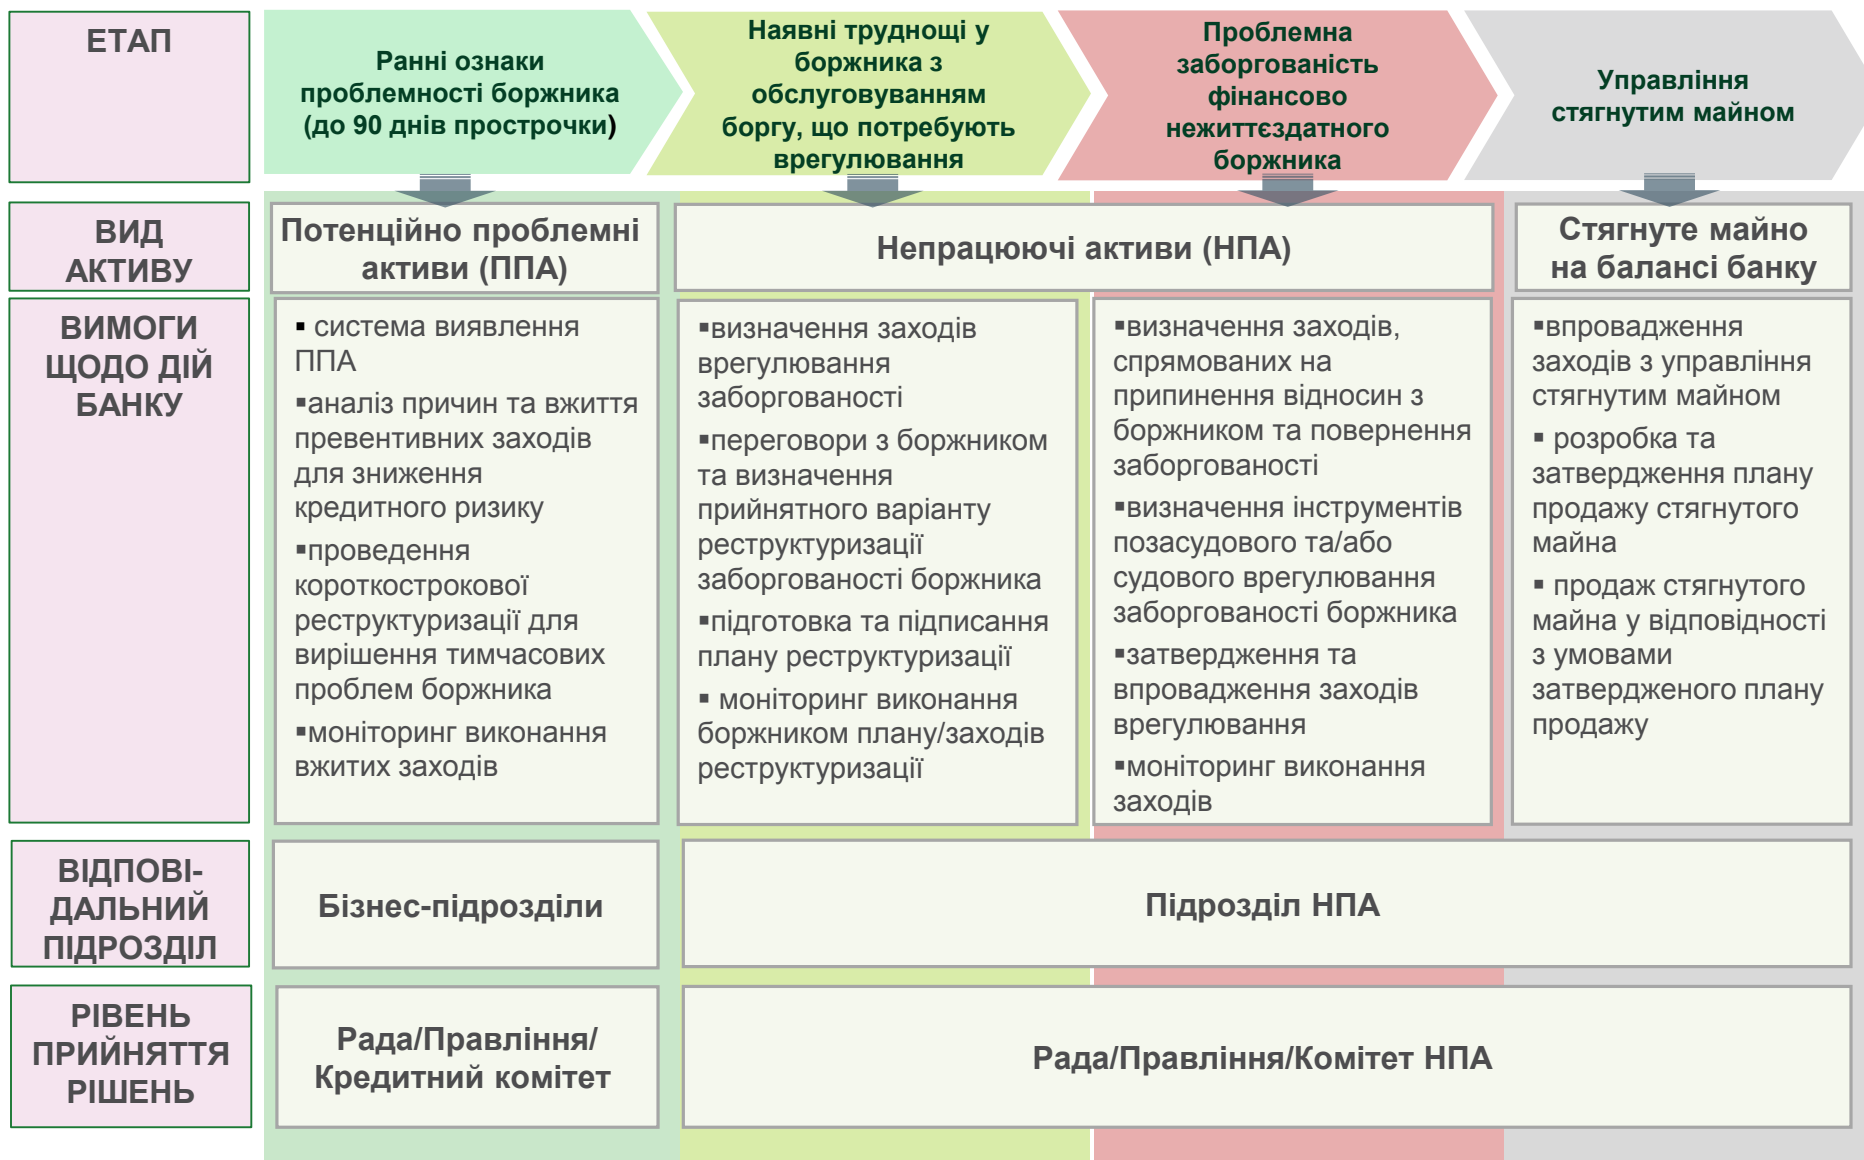 ЕТАП
Ранні ознаки
проблемності боржника
(до 90 днів прострочки)
Наявні труднощі у
боржника з
обслуговуванням
боргу, що потребують
врегулювання
Проблемна
заборгованість
фінансово
нежиттєздатного
боржника
Управління
стягнутим майном
ВИД
АКТИВУ
Потенційно проблемні
активи (ППА)
Непрацюючі активи (НПА)
Стягнуте майно
на балансі банку
ВИМОГИ
ЩОДО ДІЙ
БАНКУ
▪ система виявлення
ППА
▪аналіз причин та вжиття
превентивних заходів
для зниження
кредитного ризику
▪проведення
короткострокової
реструктуризації для
вирішення тимчасових
проблем боржника
▪моніторинг виконання
вжитих заходів
▪визначення заходів
врегулювання
заборгованості
▪переговори з боржником
та визначення
прийнятного варіанту
реструктуризації
заборгованості боржника
▪підготовка та підписання
плану реструктуризації
▪ моніторинг виконання
боржником плану/заходів
реструктуризації
▪визначення заходів,
спрямованих на
припинення відносин з
боржником та повернення
заборгованості
▪визначення інструментів
позасудового та/або
судового врегулювання
заборгованості боржника
▪затвердження та
впровадження заходів
врегулювання
▪моніторинг виконання
заходів
▪впровадження
заходів з управління
стягнутим майном
▪ розробка та
затвердження плану
продажу стягнутого
майна
▪ продаж стягнутого
майна у відповідності
з умовами
затвердженого плану
продажу
ВІДПОВІ-
ДАЛЬНИЙ
ПІДРОЗДІЛ
Бізнес-підрозділи
Підрозділ НПА
РІВЕНЬ
ПРИЙНЯТТЯ
РІШЕНЬ
Рада/Правління/
Кредитний комітет
Рада/Правління/Комітет НПА